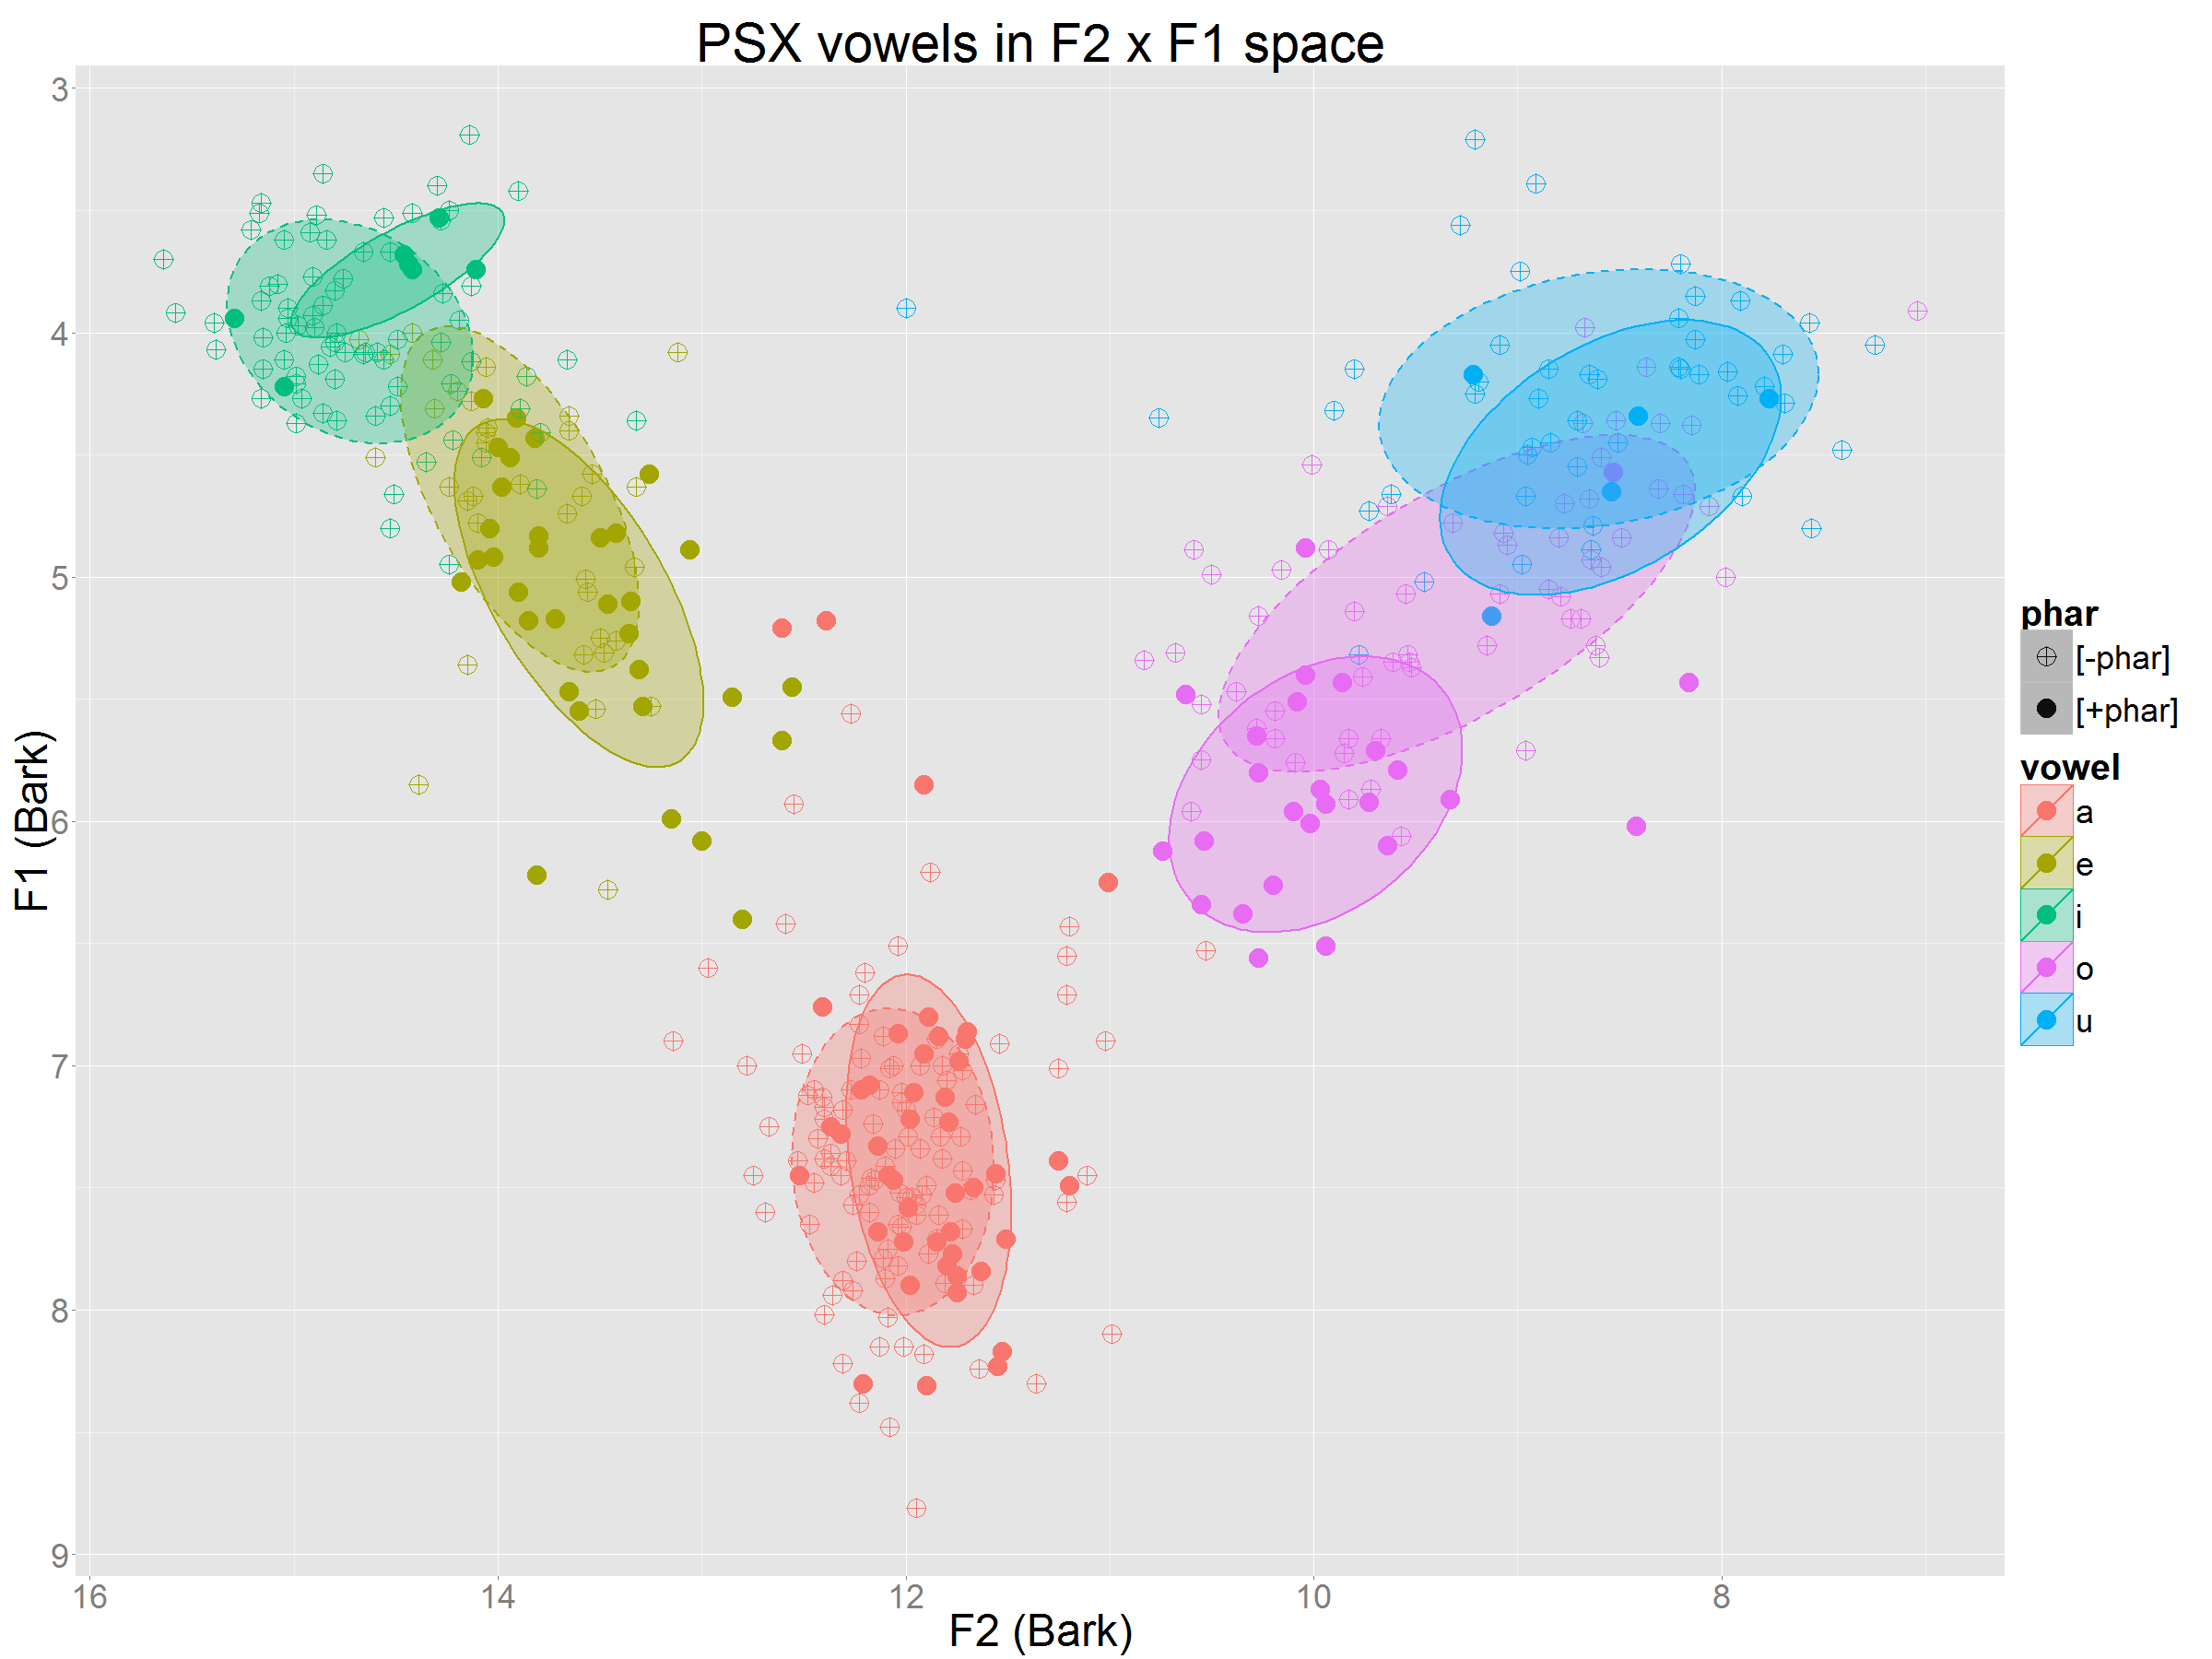 PSX vowels in F2 x F1 space
3
4
5
6
7
8
9
F1 (Bark)
16
14
12
10
8
F2 (Bark)
phar
[-phar]
[+phar]
vowel
a
e
i
o
u